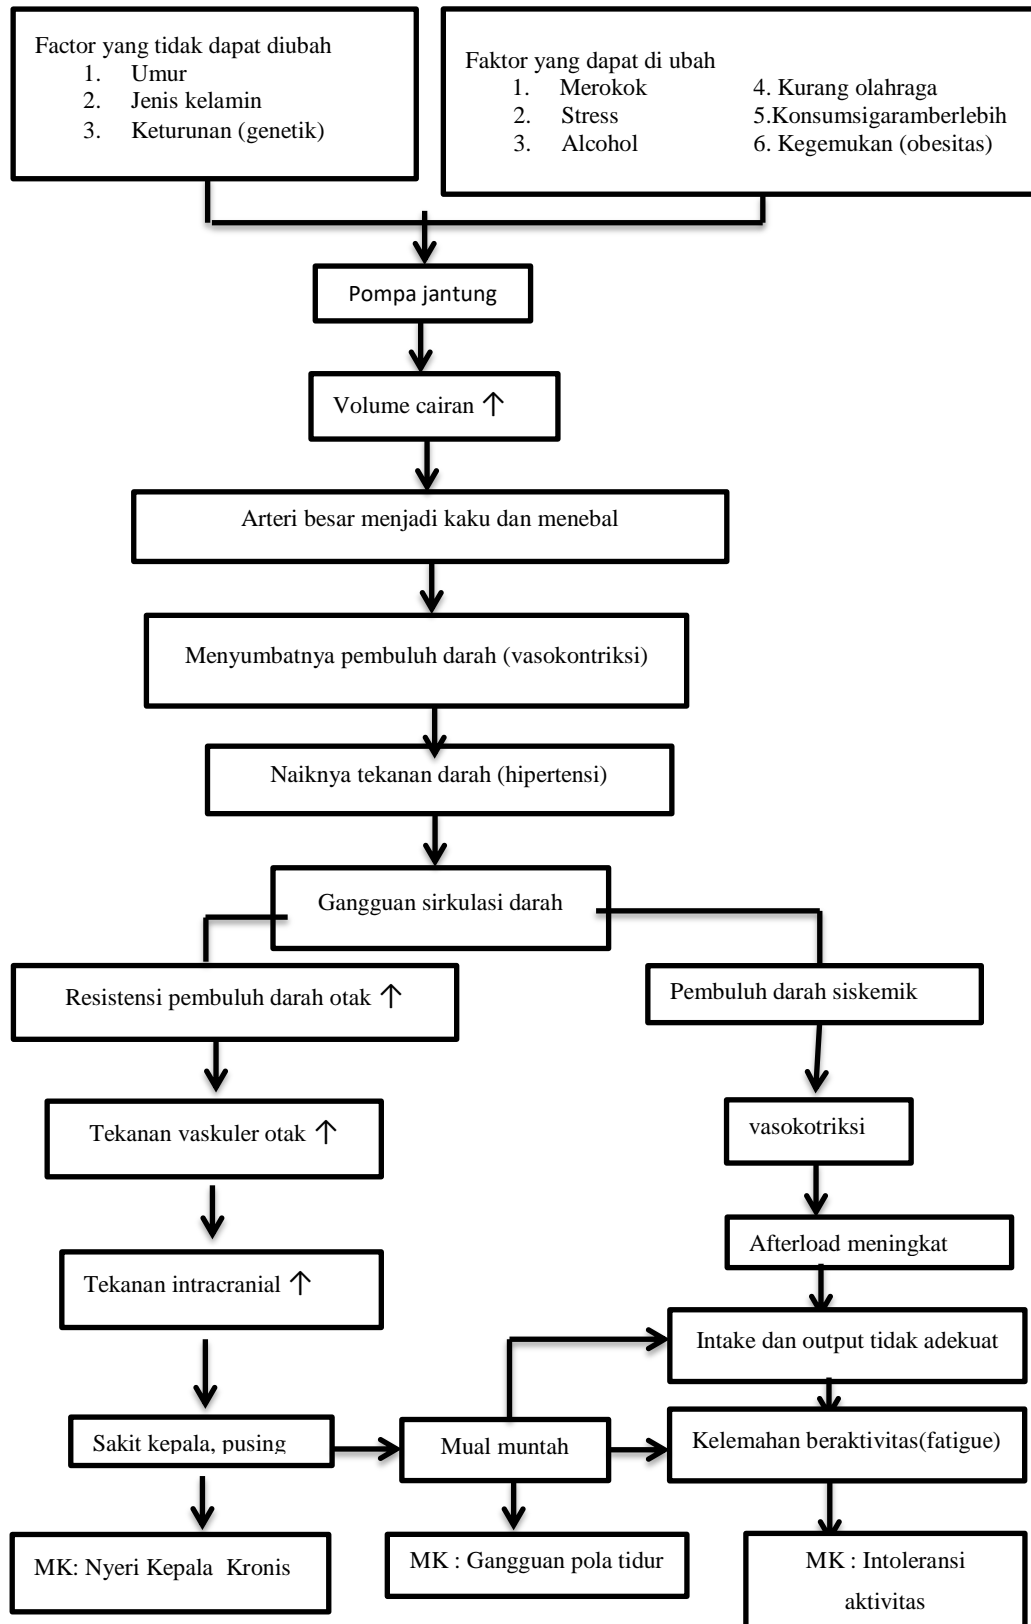 Factor yang tidak dapat diubah
1. Umur
2. Jenis kelamin
3. Keturunan (genetik)
Faktor yang dapat di ubah
1. Merokok
2. Stress
3. Alcohol
4. Kurang olahraga
5.Konsumsigaramberlebih
6. Kegemukan (obesitas)
Pompa jantung
Volume cairan ↑
Arteri besar menjadi kaku dan menebal
Menyumbatnya pembuluh darah (vasokontriksi)
Naiknya tekanan darah (hipertensi)
Gangguan sirkulasi darah
Resistensi pembuluh darah otak ↑
Pembuluh darah siskemik
Tekanan vaskuler otak ↑
vasokotriksi
Afterload meningkat
Tekanan intracranial ↑
Intake dan output tidak adekuat
Sakit kepala, pusing
Mual muntah
Kelemahan beraktivitas(fatigue)
MK: Nyeri Kepala Kronis
MK : Gangguan pola tidur
MK : Intoleransi
aktivitas